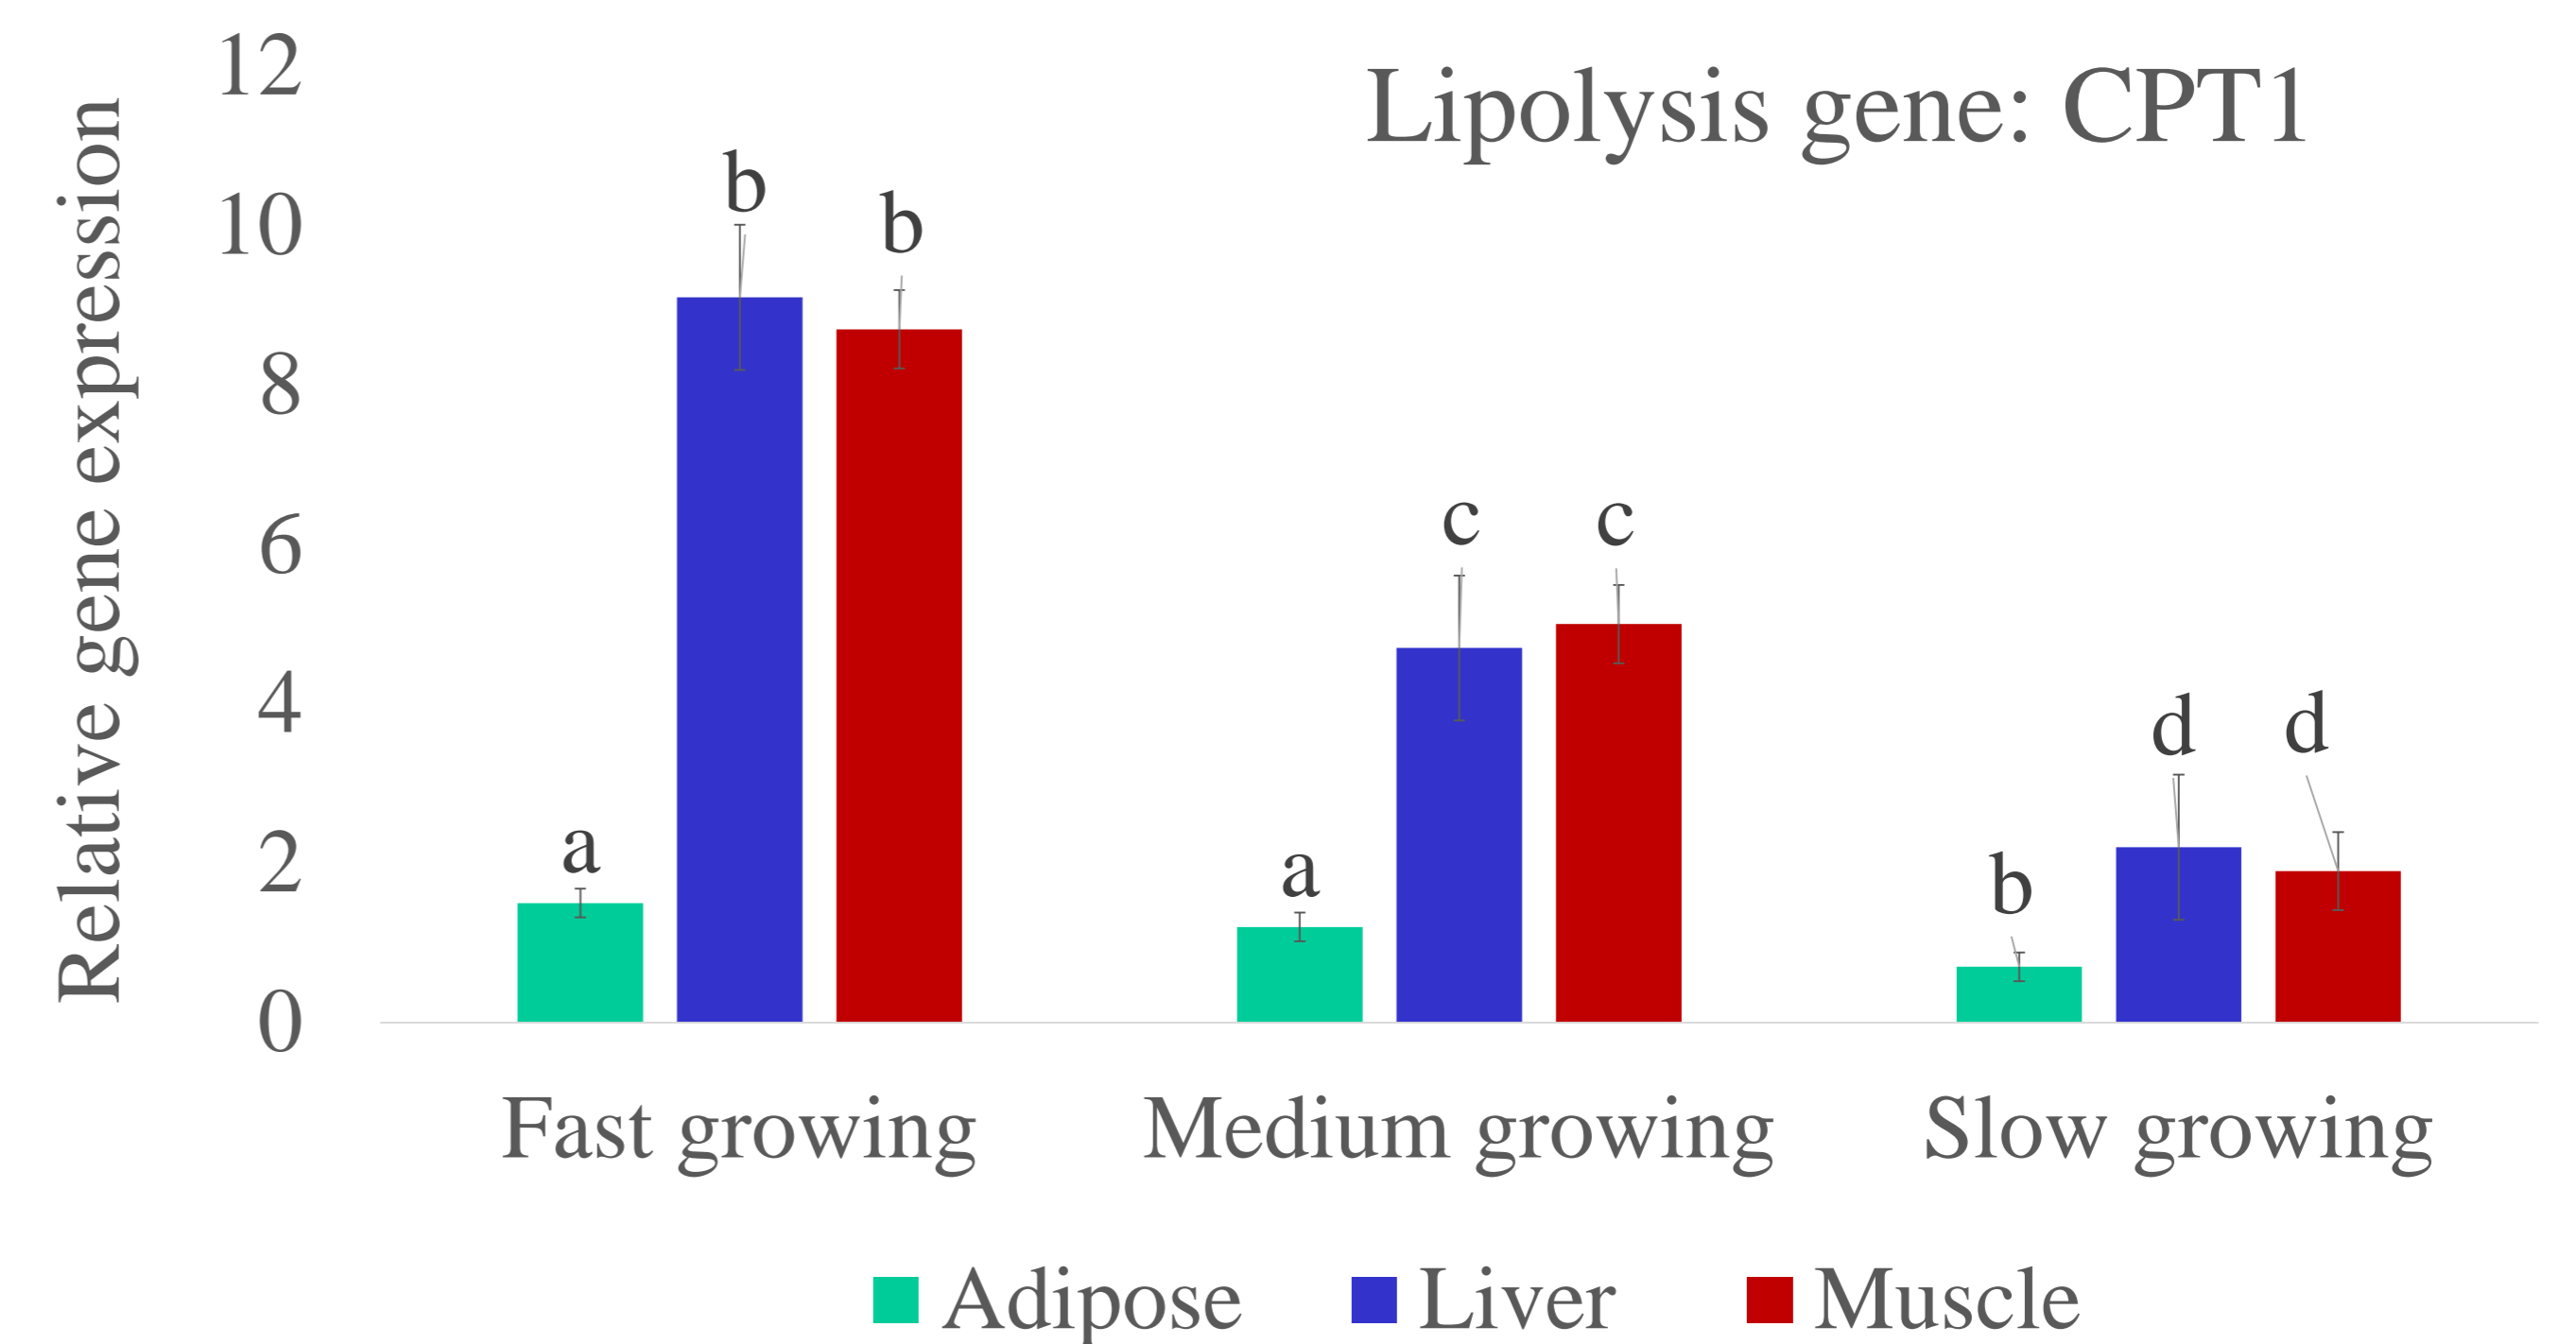 Lipolysis gene: CPT1
Relative gene expression
12
10
8
6
4
2
0
a
b
b
a
c
c
b
d
d
Fast growing
Medium growing
Slow growing
Adipose
Liver
Muscle